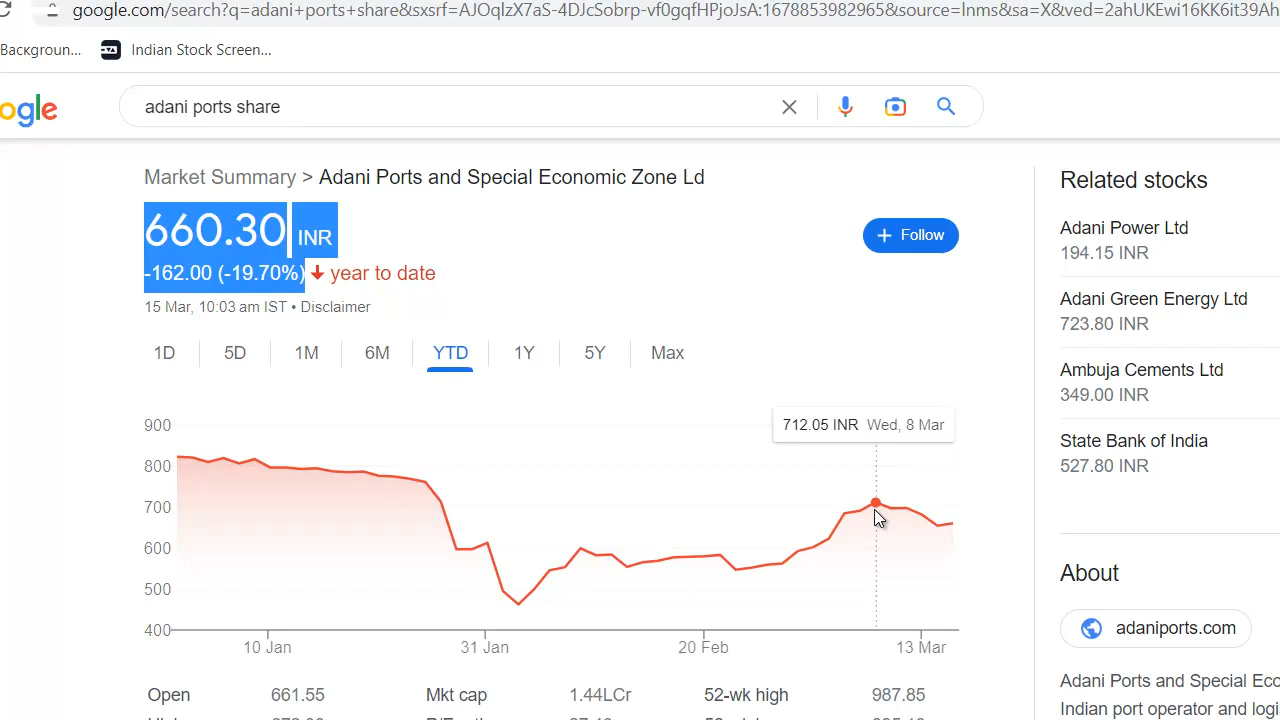 google.com/search?q=adani+ports+share&sxsrf=AJOqlzX7aS-4DJcSobrp-vf0gqfHPjoJsA:1678853982965&source=lnms&sa=X&ved=2ahUKEwi16KK6it39Ah
Backgroun... Indian Stock Screen...
ogle adani ports share
Market Summary > Adani Ports and Special Economic Zone Ltd
660.30 INR
+ Follow
-162.00 (-19.70%) year to date
15 Mar, 10:03 am IST • Disclaimer
1D 5D 1M 6M YTD 1Y 5Y Max
712.05 INR Wed, 8 Mar
900
800
700
600
500
400
10 Jan 31 Jan 20 Feb 13 Mar
Open 661.55 Mkt cap 1.44LCr 52-wk high 987.85
Related stocks
Adani Power Ltd
194.15 INR
Adani Green Energy Ltd
723.80 INR
Ambuja Cements Ltd
349.00 INR
State Bank of India
527.80 INR
About
adaniports.com
Adani Ports and Special Eco
Indian port operator and logi